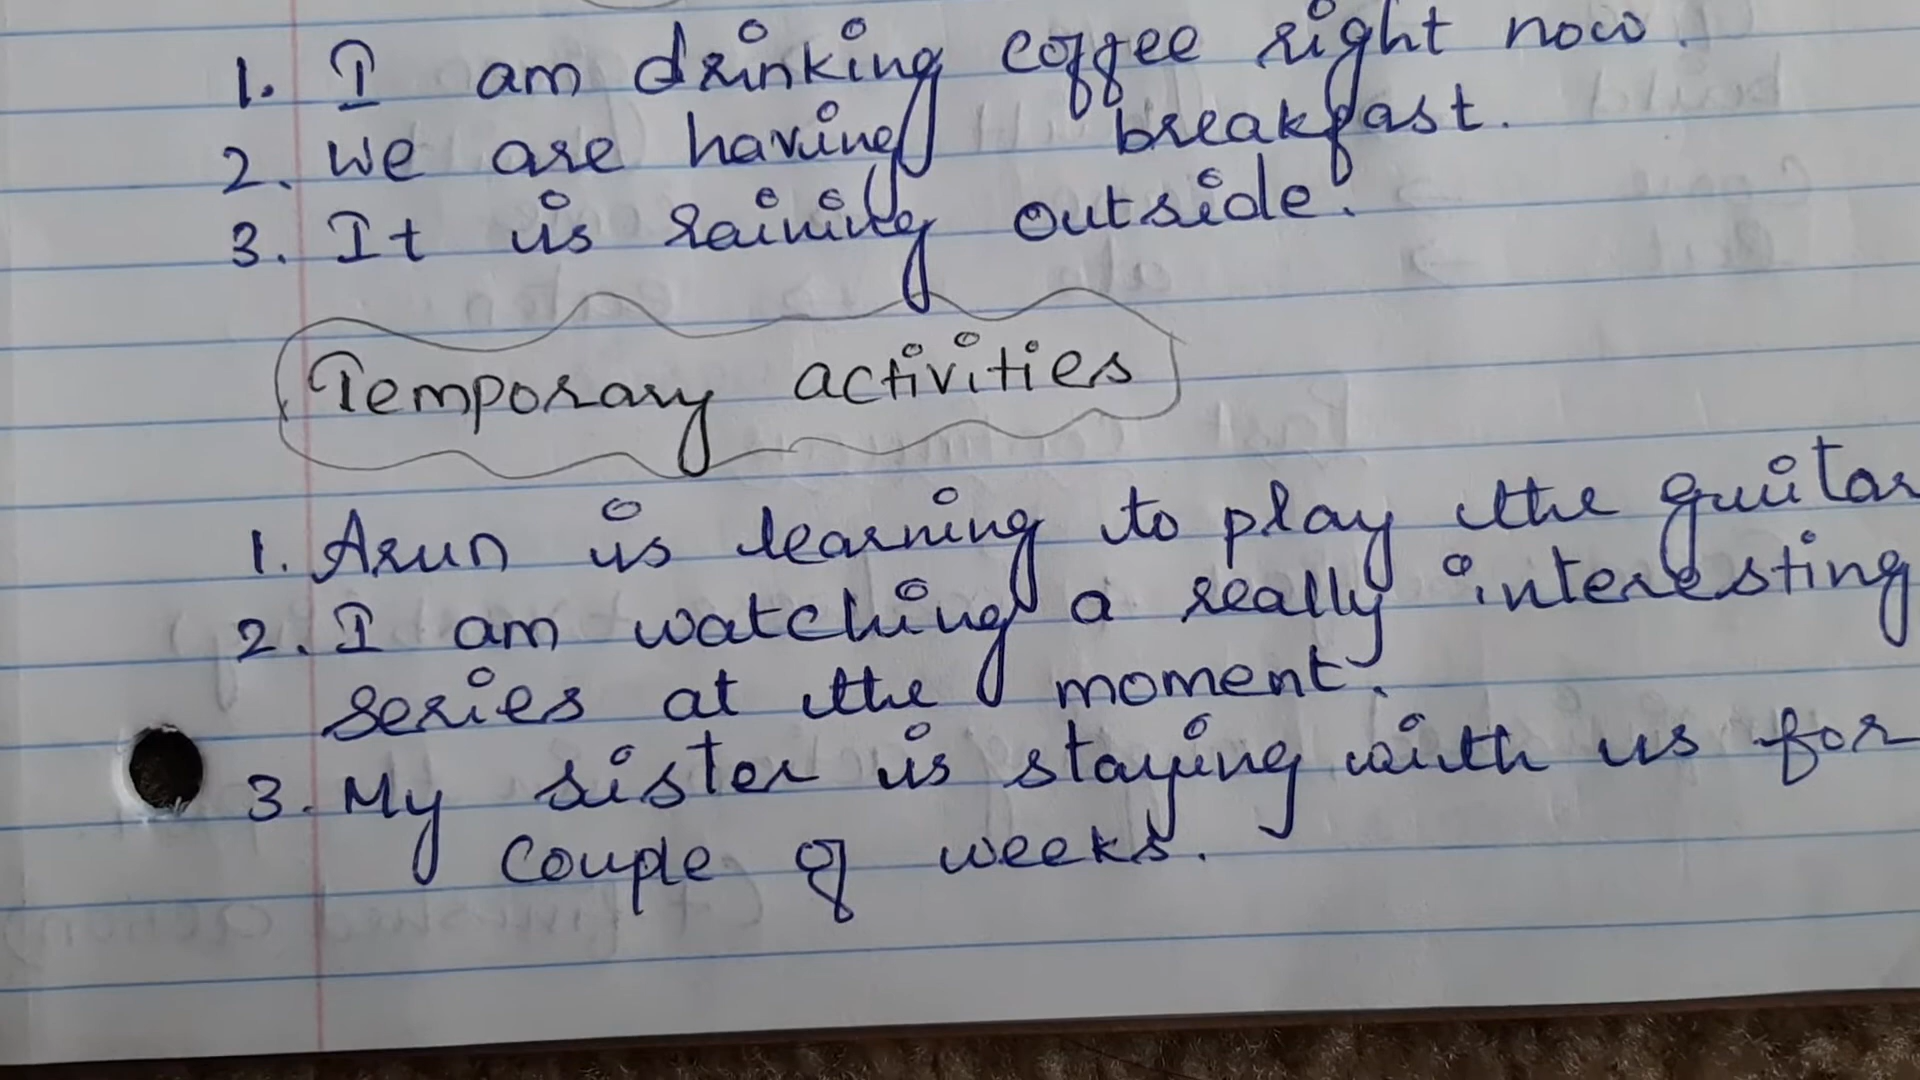 1. I am drinking coffee right now.
2. We are having breakfast.
3. It is raining outside.
Temporary activities
1. Arun is learning to play the guitar
2. I am watching a really interesting
series at the moment.
3. My sister is staying with us for
couple of weeks.